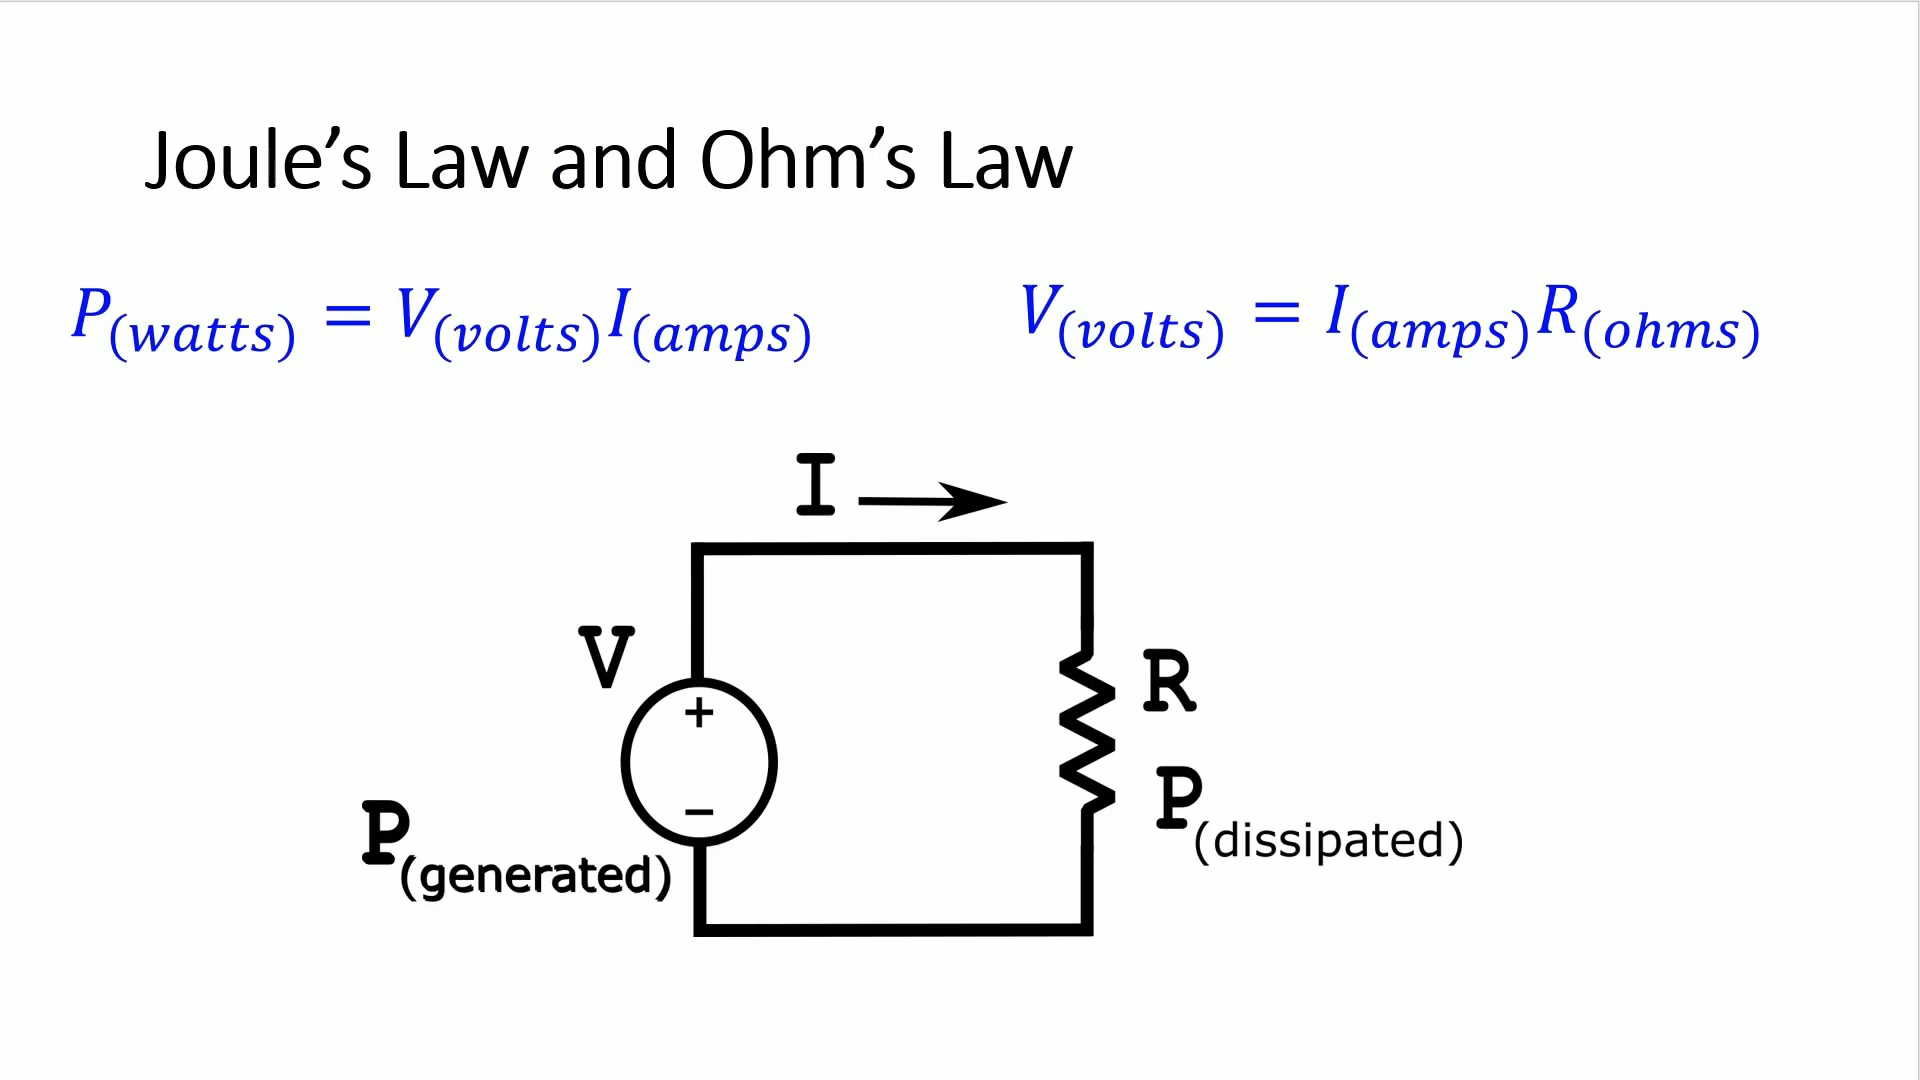 Joule’s Law and Ohm’s Law
P(watts) = V(volts)I(amps)
V(volts) = I(amps)R(ohms)
I
V
+
−
R
P(generated)
P(dissipated)